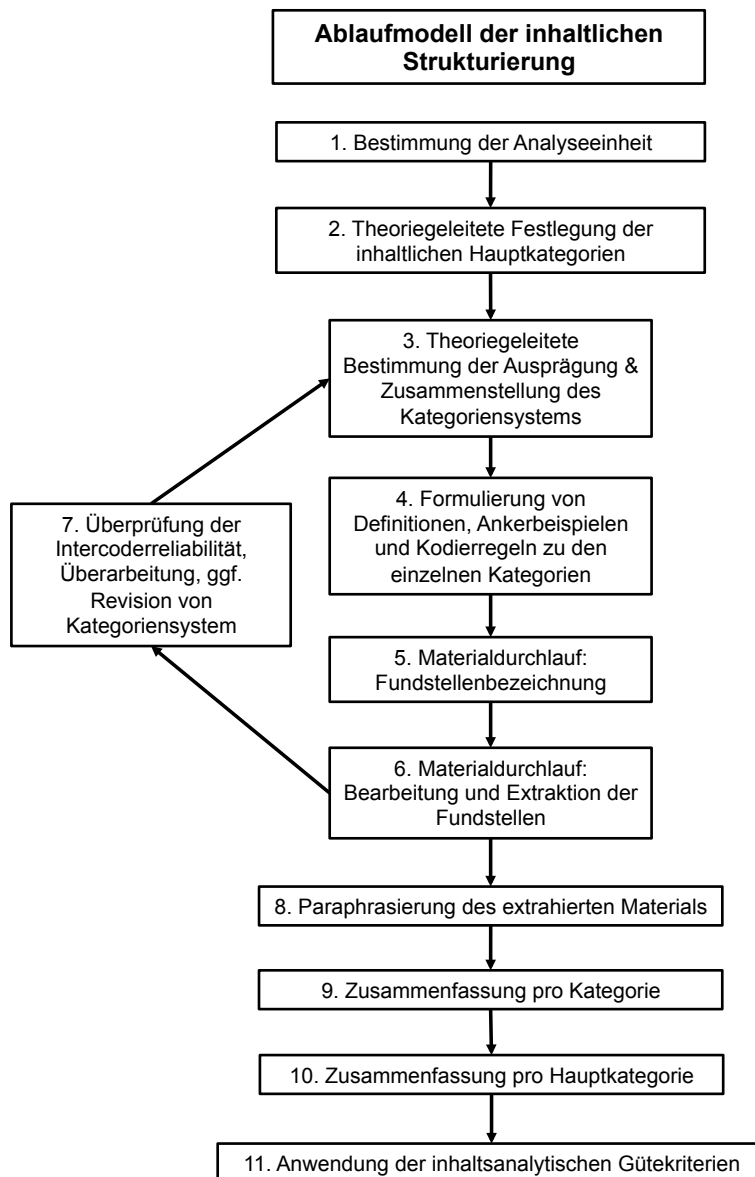 Ablaufmodell der inhaltlichen
Strukturierung
1. Bestimmung der Analyseeinheit
2. Theoriegeleitete Festlegung der
inhaltlichen Hauptkategorien
3. Theoriegeleitete
Bestimmung der Ausprägung &
Zusammenstellung des
Kategoriensystems
4. Formulierung von
Definitionen, Ankerbeispielen
und Kodierregeln zu den
einzelnen Kategorien
5. Materialdurchlauf:
Fundstellenbezeichnung
6. Materialdurchlauf:
Bearbeitung und Extraktion der
Fundstellen
7. Überprüfung der
Intercoderreliabilität,
Überarbeitung, ggf.
Revision von
Kategoriensystem
8. Paraphrasierung des extrahierten Materials
9. Zusammenfassung pro Kategorie
10. Zusammenfassung pro Hauptkategorie
11. Anwendung der inhaltsanalytischen Gütekriterien